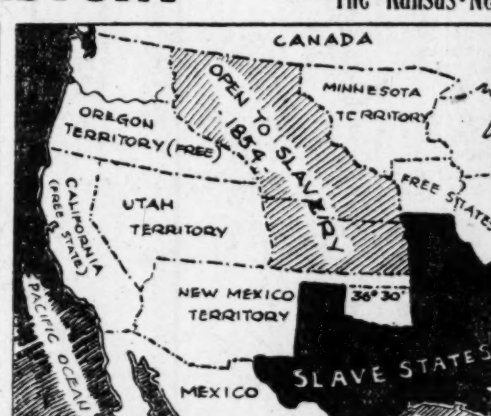 The Kansas-Ne
CANADA
OPEN TO SLAVERY
1854
MINNESOTA
TERRITORY
OREGON
TERRITORY (FREE)
FREE STATES
CALIFORNIA
(FREE STATE)
UTAH
TERRITORY
NEW MEXICO
TERRITORY
36° 30'
PACIFIC OCEAN
SLAVE STATES
MEXICO